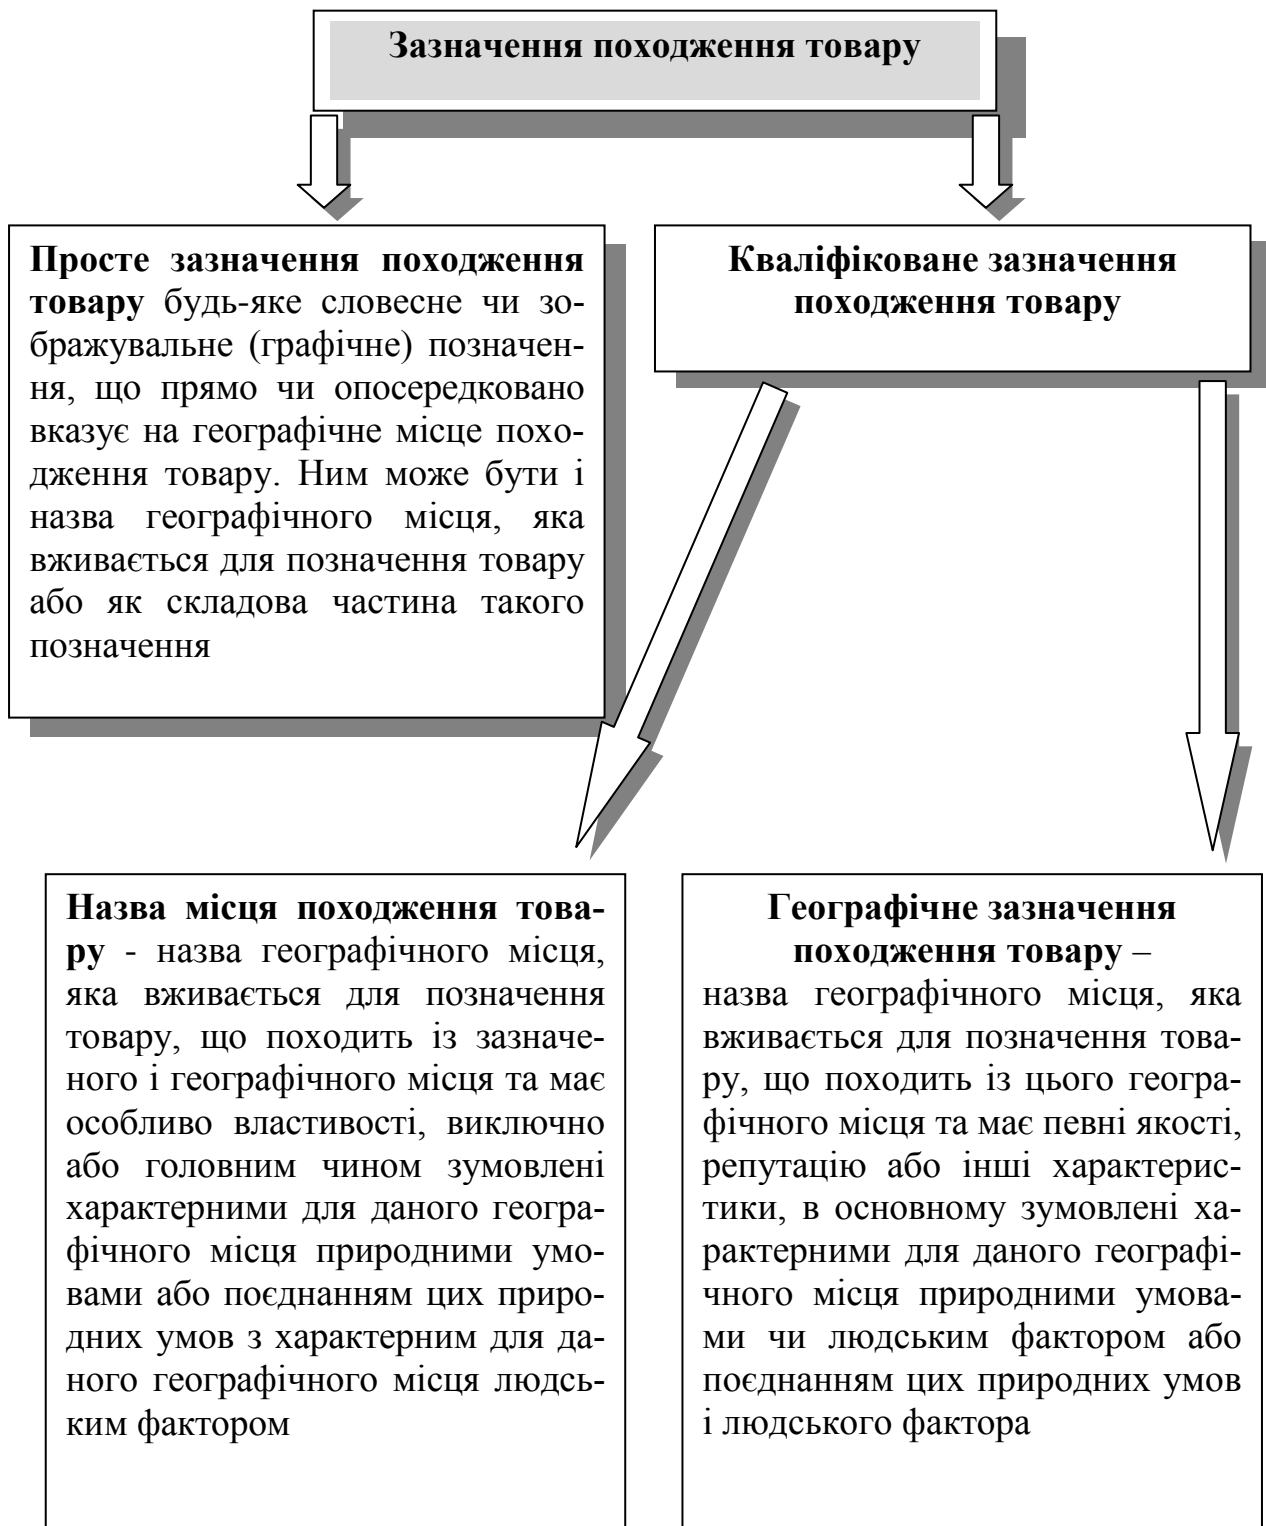 Зазначення походження товару
Просте зазначення походження
товару будь-яке словесне чи зо-
бражувальне (графічне) позначен-
ня, що прямо чи опосередковано
вказує на географічне місце похо-
дження товару. Ним може бути і
назва географічного місця, яка
вживається для позначення товару
або як складова частина такого
позначення
Кваліфіковане зазначення
походження товару
Назва місця походження това-
ру - назва географічного місця,
яка вживається для позначення
товару, що походить із зазначе-
ного і географічного місця та має
особливо властивості, виключно
або головним чином зумовлені
характерними для даного геогра-
фічного місця природними умо-
вами або поєднанням цих приро-
дних умов з характерним для да-
ного географічного місця людсь-
ким фактором
Географічне зазначення
походження товару –
назва географічного місця, яка
вживається для позначення това-
ру, що походить із цього геогра-
фічного місця та має певні якості,
репутацію або інші характерис-
тики, в основному зумовлені ха-
рактерними для даного географі-
чного місця природними умова-
ми чи людським фактором або
поєднанням цих природних умов
і людського фактора